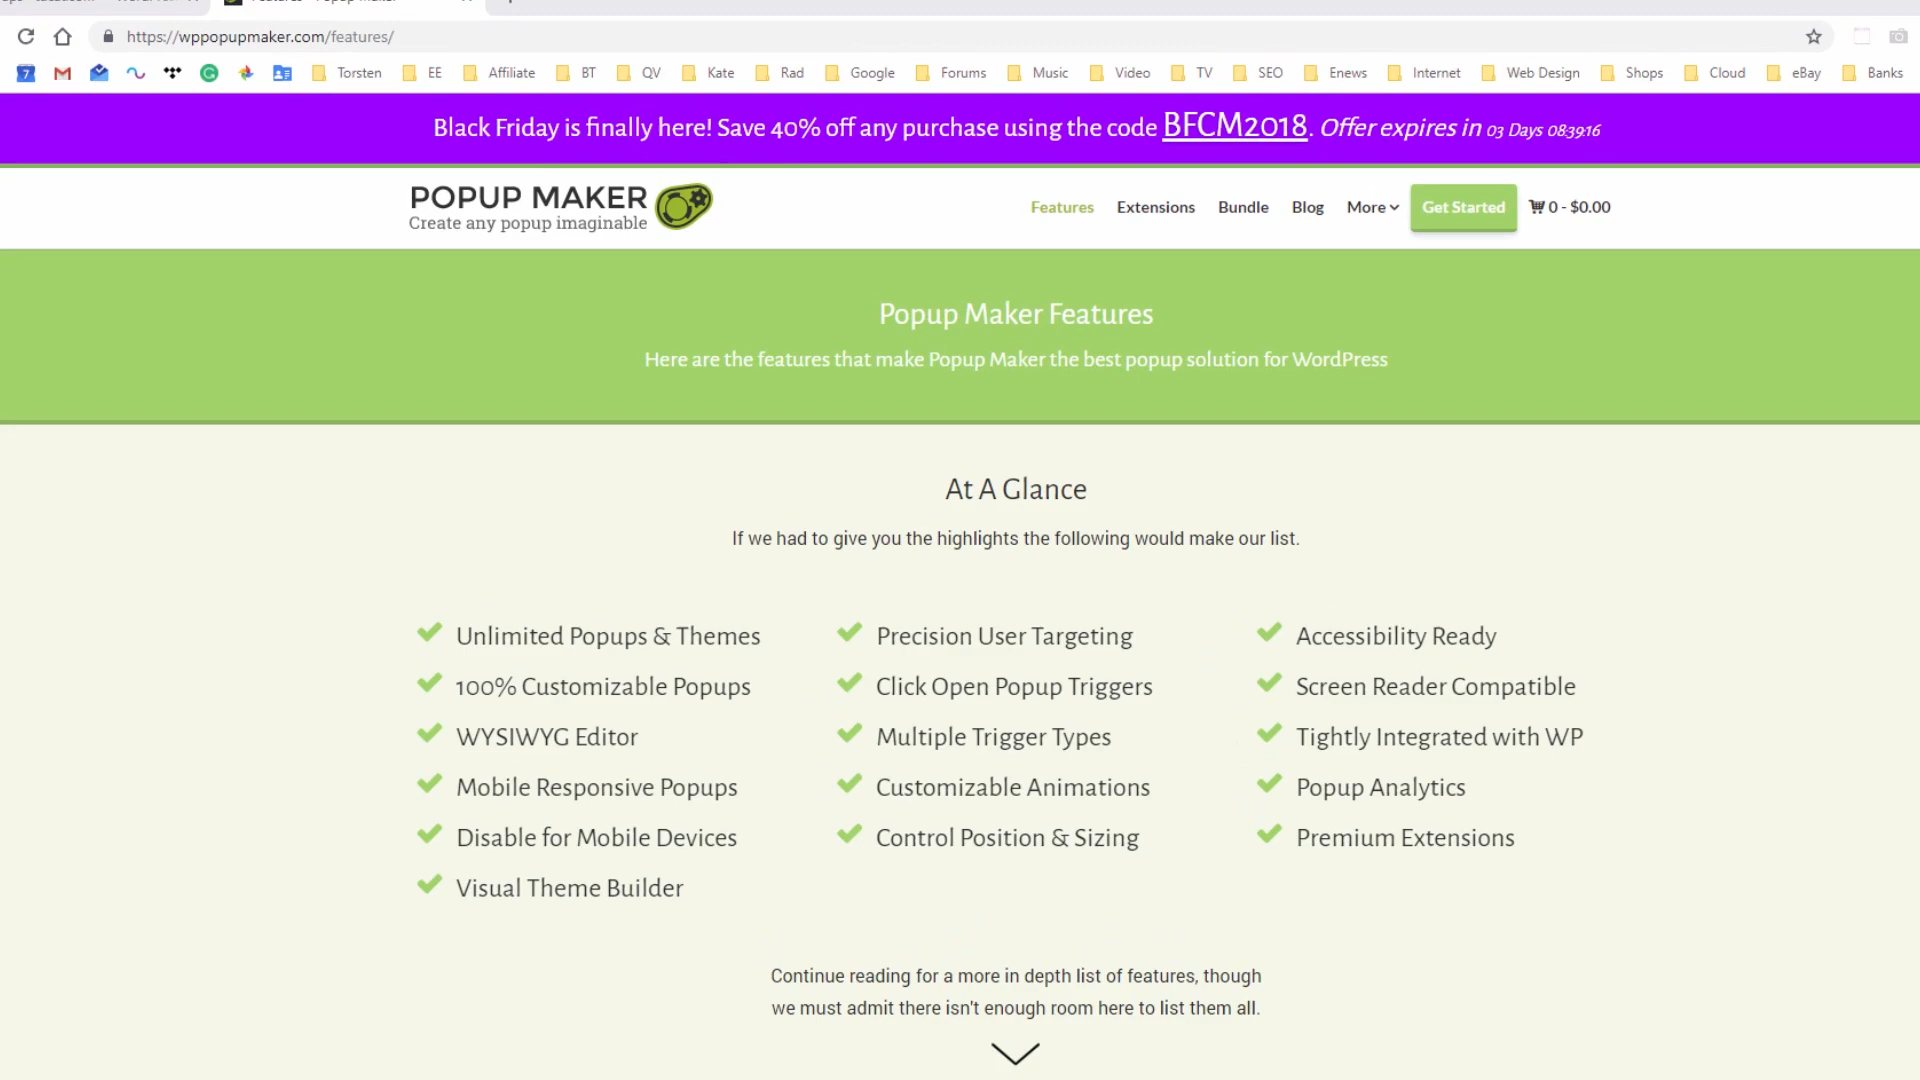 https://wppopupmaker.com/features/
7 Torsten EE Affiliate BT QV Kate Rad Google Forums Music Video TV SEO Enews Internet Web Design Shops Cloud eBay Banks
Black Friday is finally here! Save 40% off any purchase using the code BFCM2018. Offer expires in 03 Days 08:39:16
POPUP MAKER
Create any popup imaginable
Features Extensions Bundle Blog More Get Started 0 - $0.00
Popup Maker Features
Here are the features that make Popup Maker the best popup solution for WordPress
At A Glance
If we had to give you the highlights the following would make our list.
Unlimited Popups & Themes
100% Customizable Popups
WYSIWYG Editor
Mobile Responsive Popups
Disable for Mobile Devices
Visual Theme Builder
Precision User Targeting
Click Open Popup Triggers
Multiple Trigger Types
Customizable Animations
Control Position & Sizing
Accessibility Ready
Screen Reader Compatible
Tightly Integrated with WP
Popup Analytics
Premium Extensions
Continue reading for a more in depth list of features, though
we must admit there isn't enough room here to list them all.